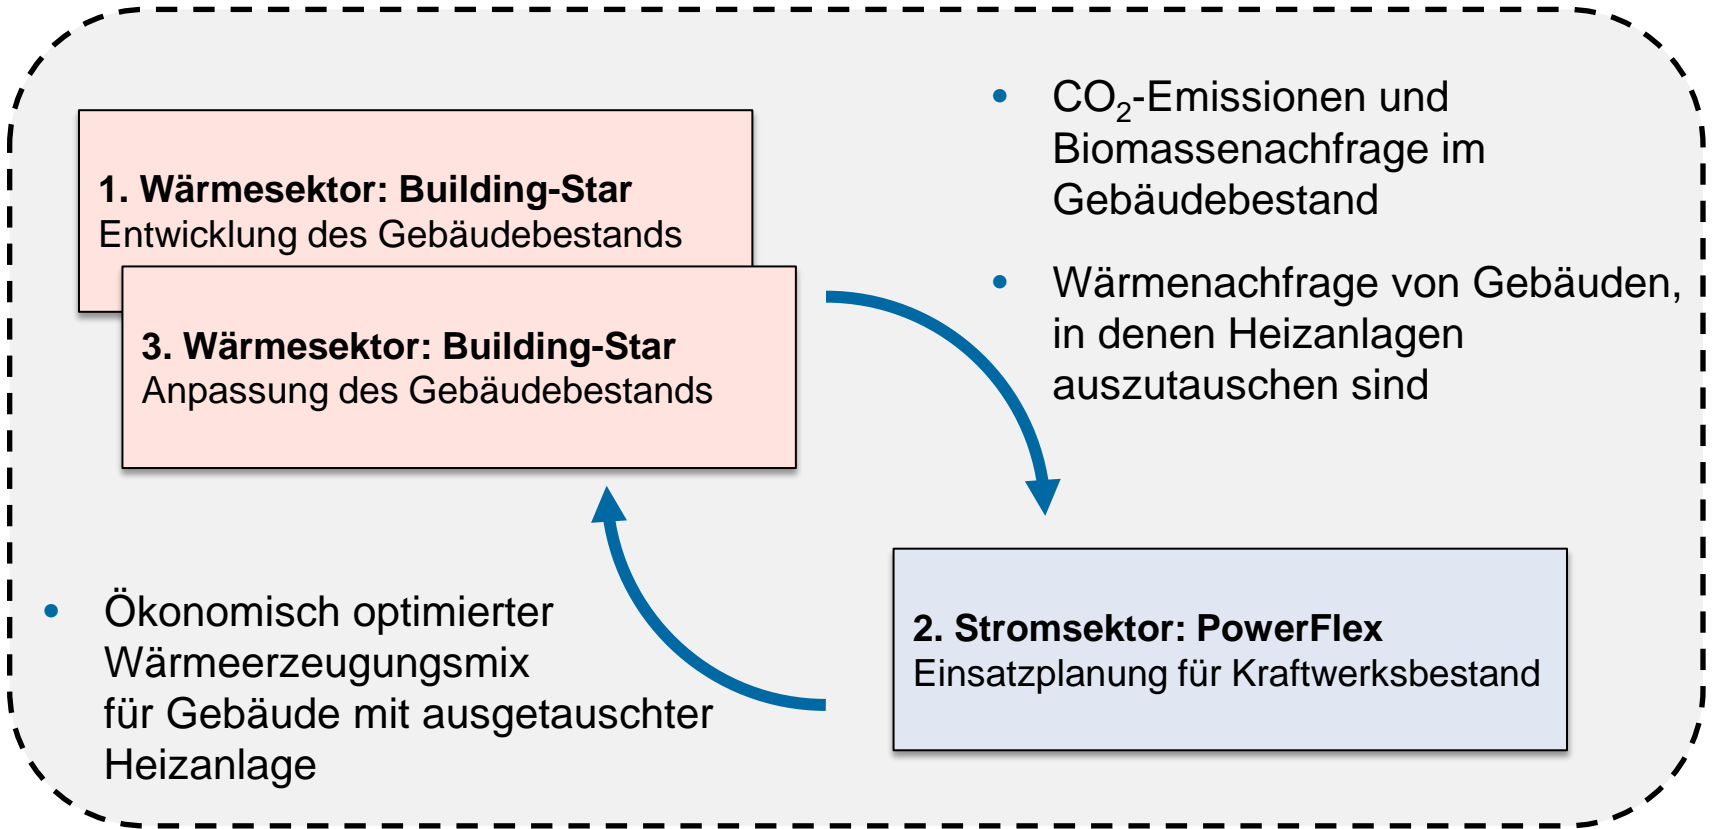 1. Wärmesektor: Building-Star
Entwicklung des Gebäudebestands
3. Wärmesektor: Building-Star
Anpassung des Gebäudebestands
• CO₂-Emissionen und
Biomassenachfrage im
Gebäudebestand
• Wärmenachfrage von Gebäuden,
in denen Heizanlagen
auszutauschen sind
2. Stromsektor: PowerFlex
Einsatzplanung für Kraftwerksbestand
• Ökonomisch optimierter
Wärmeerzeugungsmix
für Gebäude mit ausgetauschter
Heizanlage